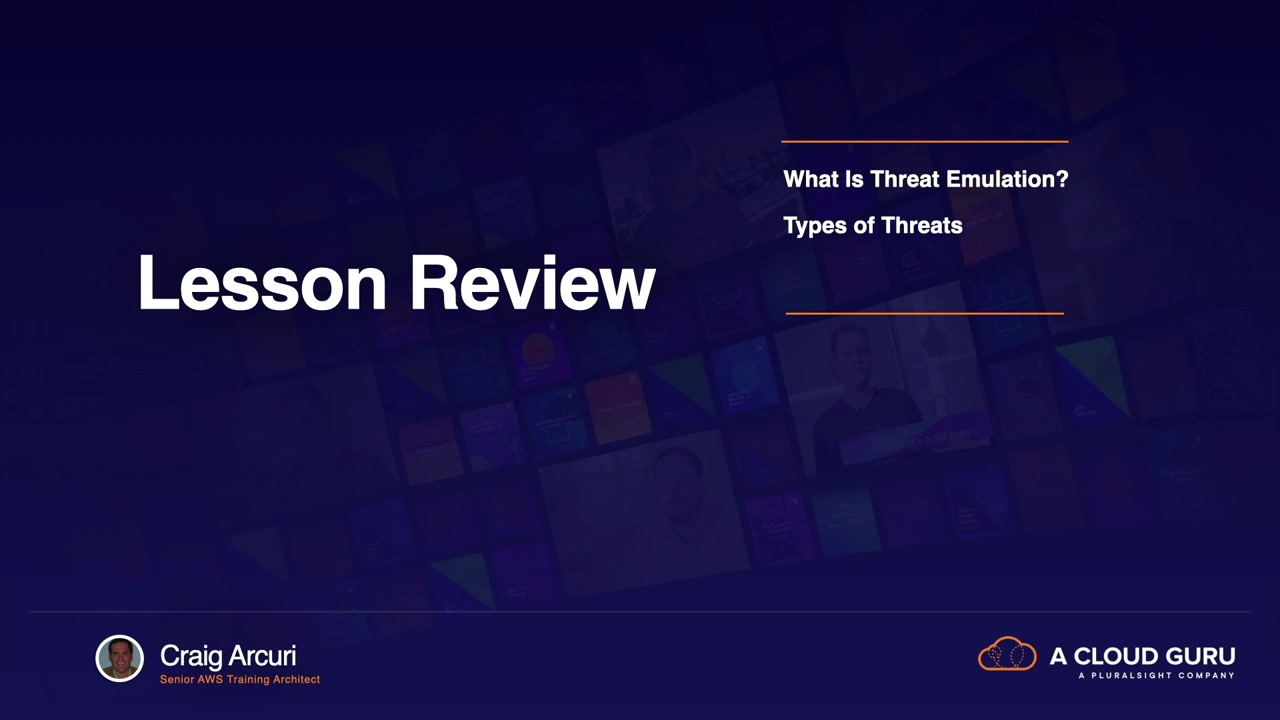 What Is Threat Emulation?
Types of Threats
Lesson Review
Craig Arcuri
Senior AWS Training Architect
A CLOUD GURU
A PLURALSIGHT COMPANY